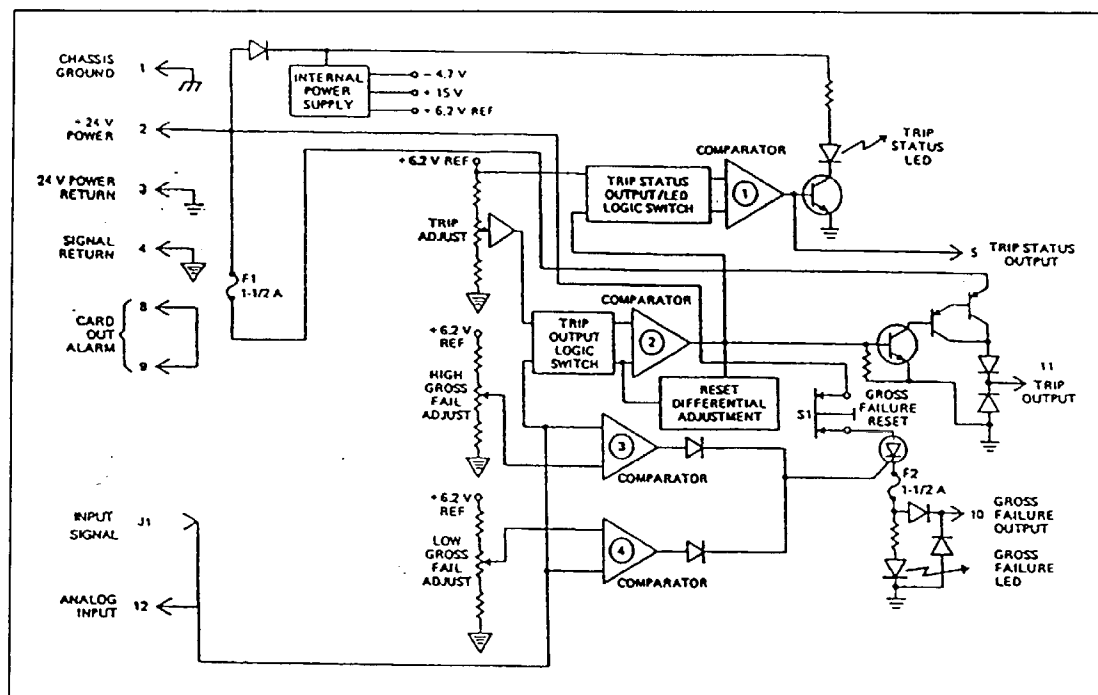 CHASSIS
GROUND 1
+ 24 V
POWER 2
24 V POWER
RETURN 3
SIGNAL
RETURN 4
CARD
OUT
ALARM
8
9
INPUT
SIGNAL J1
ANALOG
INPUT 12
F1
1-1/2 A
INTERNAL
POWER
SUPPLY
- 4.7 V
+ 15 V
+ 6.2 V REF
+ 6.2 V REF
TRIP
ADJUST
+ 6.2 V
REF
HIGH
GROSS
FAIL
ADJUST
+ 6.2 V
REF
LOW
GROSS
FAIL
ADJUST
TRIP STATUS
OUTPUT/LED
LOGIC SWITCH
COMPARATOR
1
TRIP
STATUS
LED
5 TRIP STATUS
OUTPUT
TRIP
OUTPUT
LOGIC
SWITCH
COMPARATOR
2
RESET
DIFFERENTIAL
ADJUSTMENT
S1
GROSS
FAILURE
RESET
11
TRIP
OUTPUT
3
COMPARATOR
4
COMPARATOR
F2
1-1/2 A
10 GROSS
FAILURE
OUTPUT
GROSS
FAILURE
LED